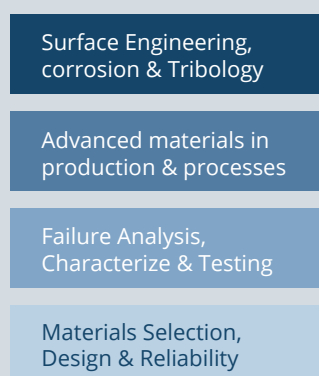 Surface Engineering,
corrosion & Tribology
Advanced materials in
production & processes
Failure Analysis,
Characterize & Testing
Materials Selection,
Design & Reliability